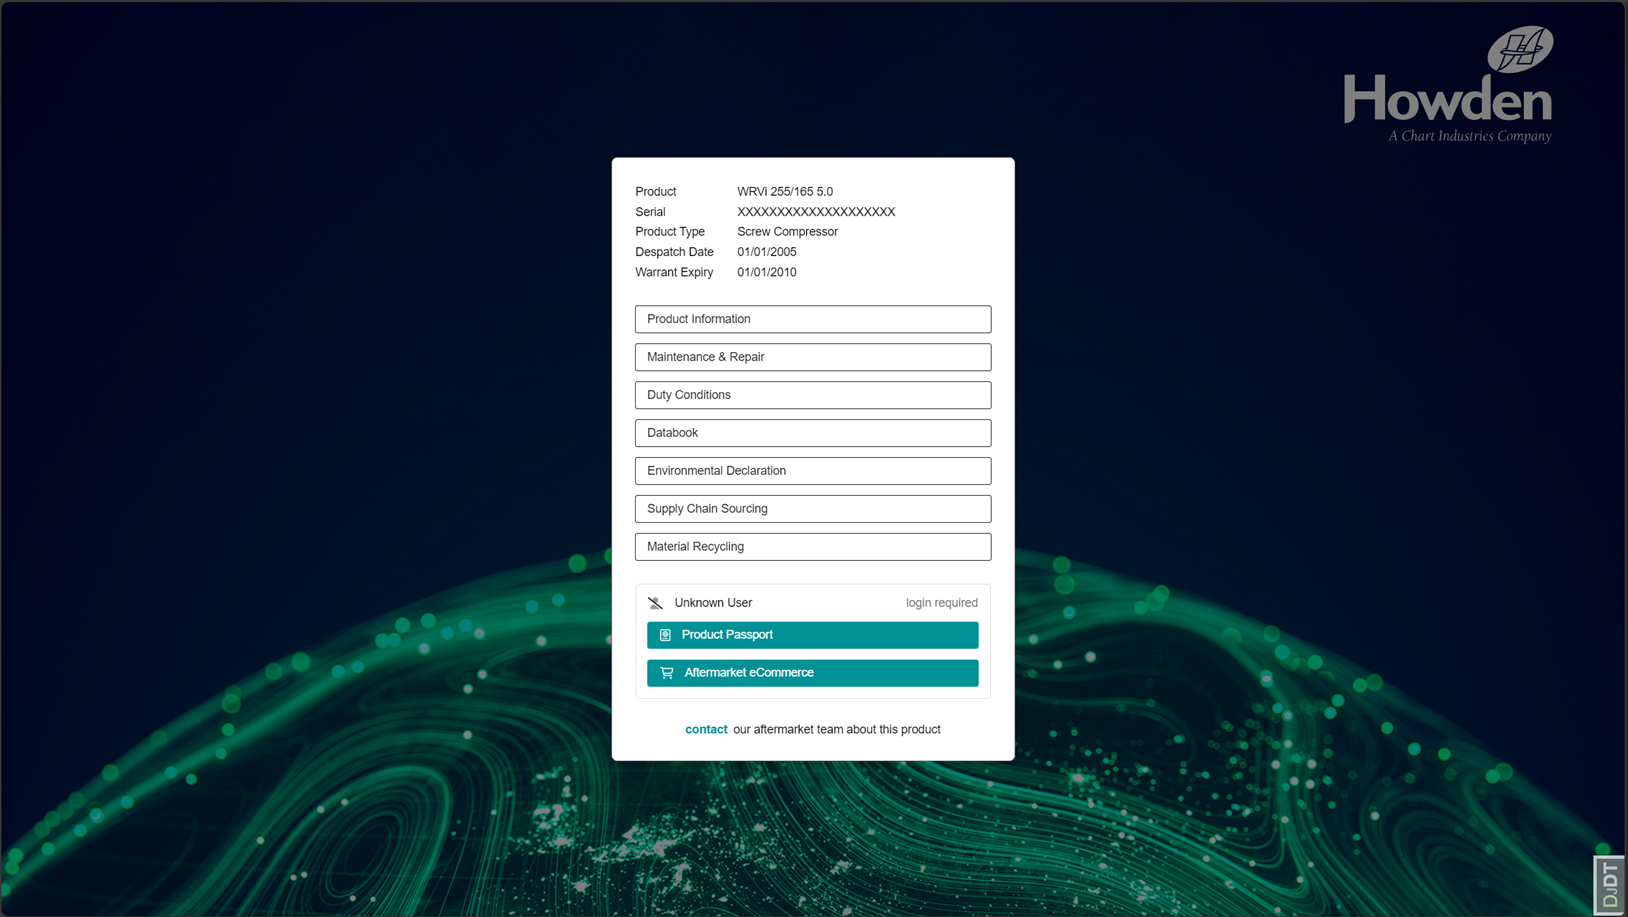 Howden
A Chart Industries Company
Product WRVi 255/165 5.0
Serial XXXXXXXXXXXXXXXXXXXX
Product Type Screw Compressor
Despatch Date 01/01/2005
Warrant Expiry 01/01/2010
Product Information
Maintenance & Repair
Duty Conditions
Databook
Environmental Declaration
Supply Chain Sourcing
Material Recycling
Unknown User login required
Product Passport
Aftermarket eCommerce
contact our aftermarket team about this product
DJDT